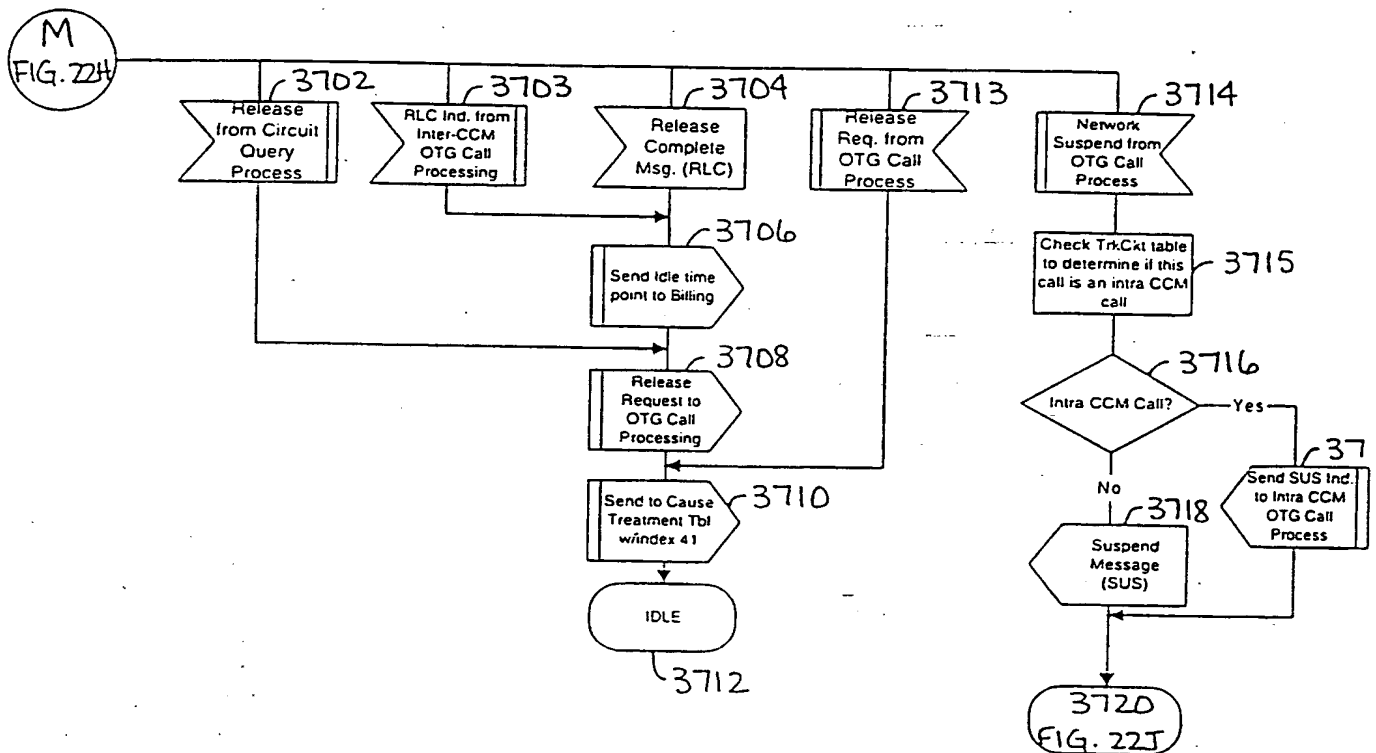 M
FIG. 22H
3702
3703
3704
3713
3714
Release
from Circuit
Query
Process
RLC Ind. from
Inter-CCM
OTG Call
Processing
Release
Complete
Msg. (RLC)
Release
Req. from
OTG Call
Process
Network
Suspend from
OTG Call
Process
3706
Send Idle time
point to Billing
Check TrkCkt table
to determine if this
call is an intra CCM
call
3715
3708
Release
Request to
OTG Call
Processing
3716
Intra CCM Call?
Yes
No
3710
Send to Cause
Treatment Tbl
w/index 41
37
Send SUS Ind.
to Intra CCM
OTG Call
Process
3718
Suspend
Message
(SUS)
IDLE
3712
3720
FIG. 22J